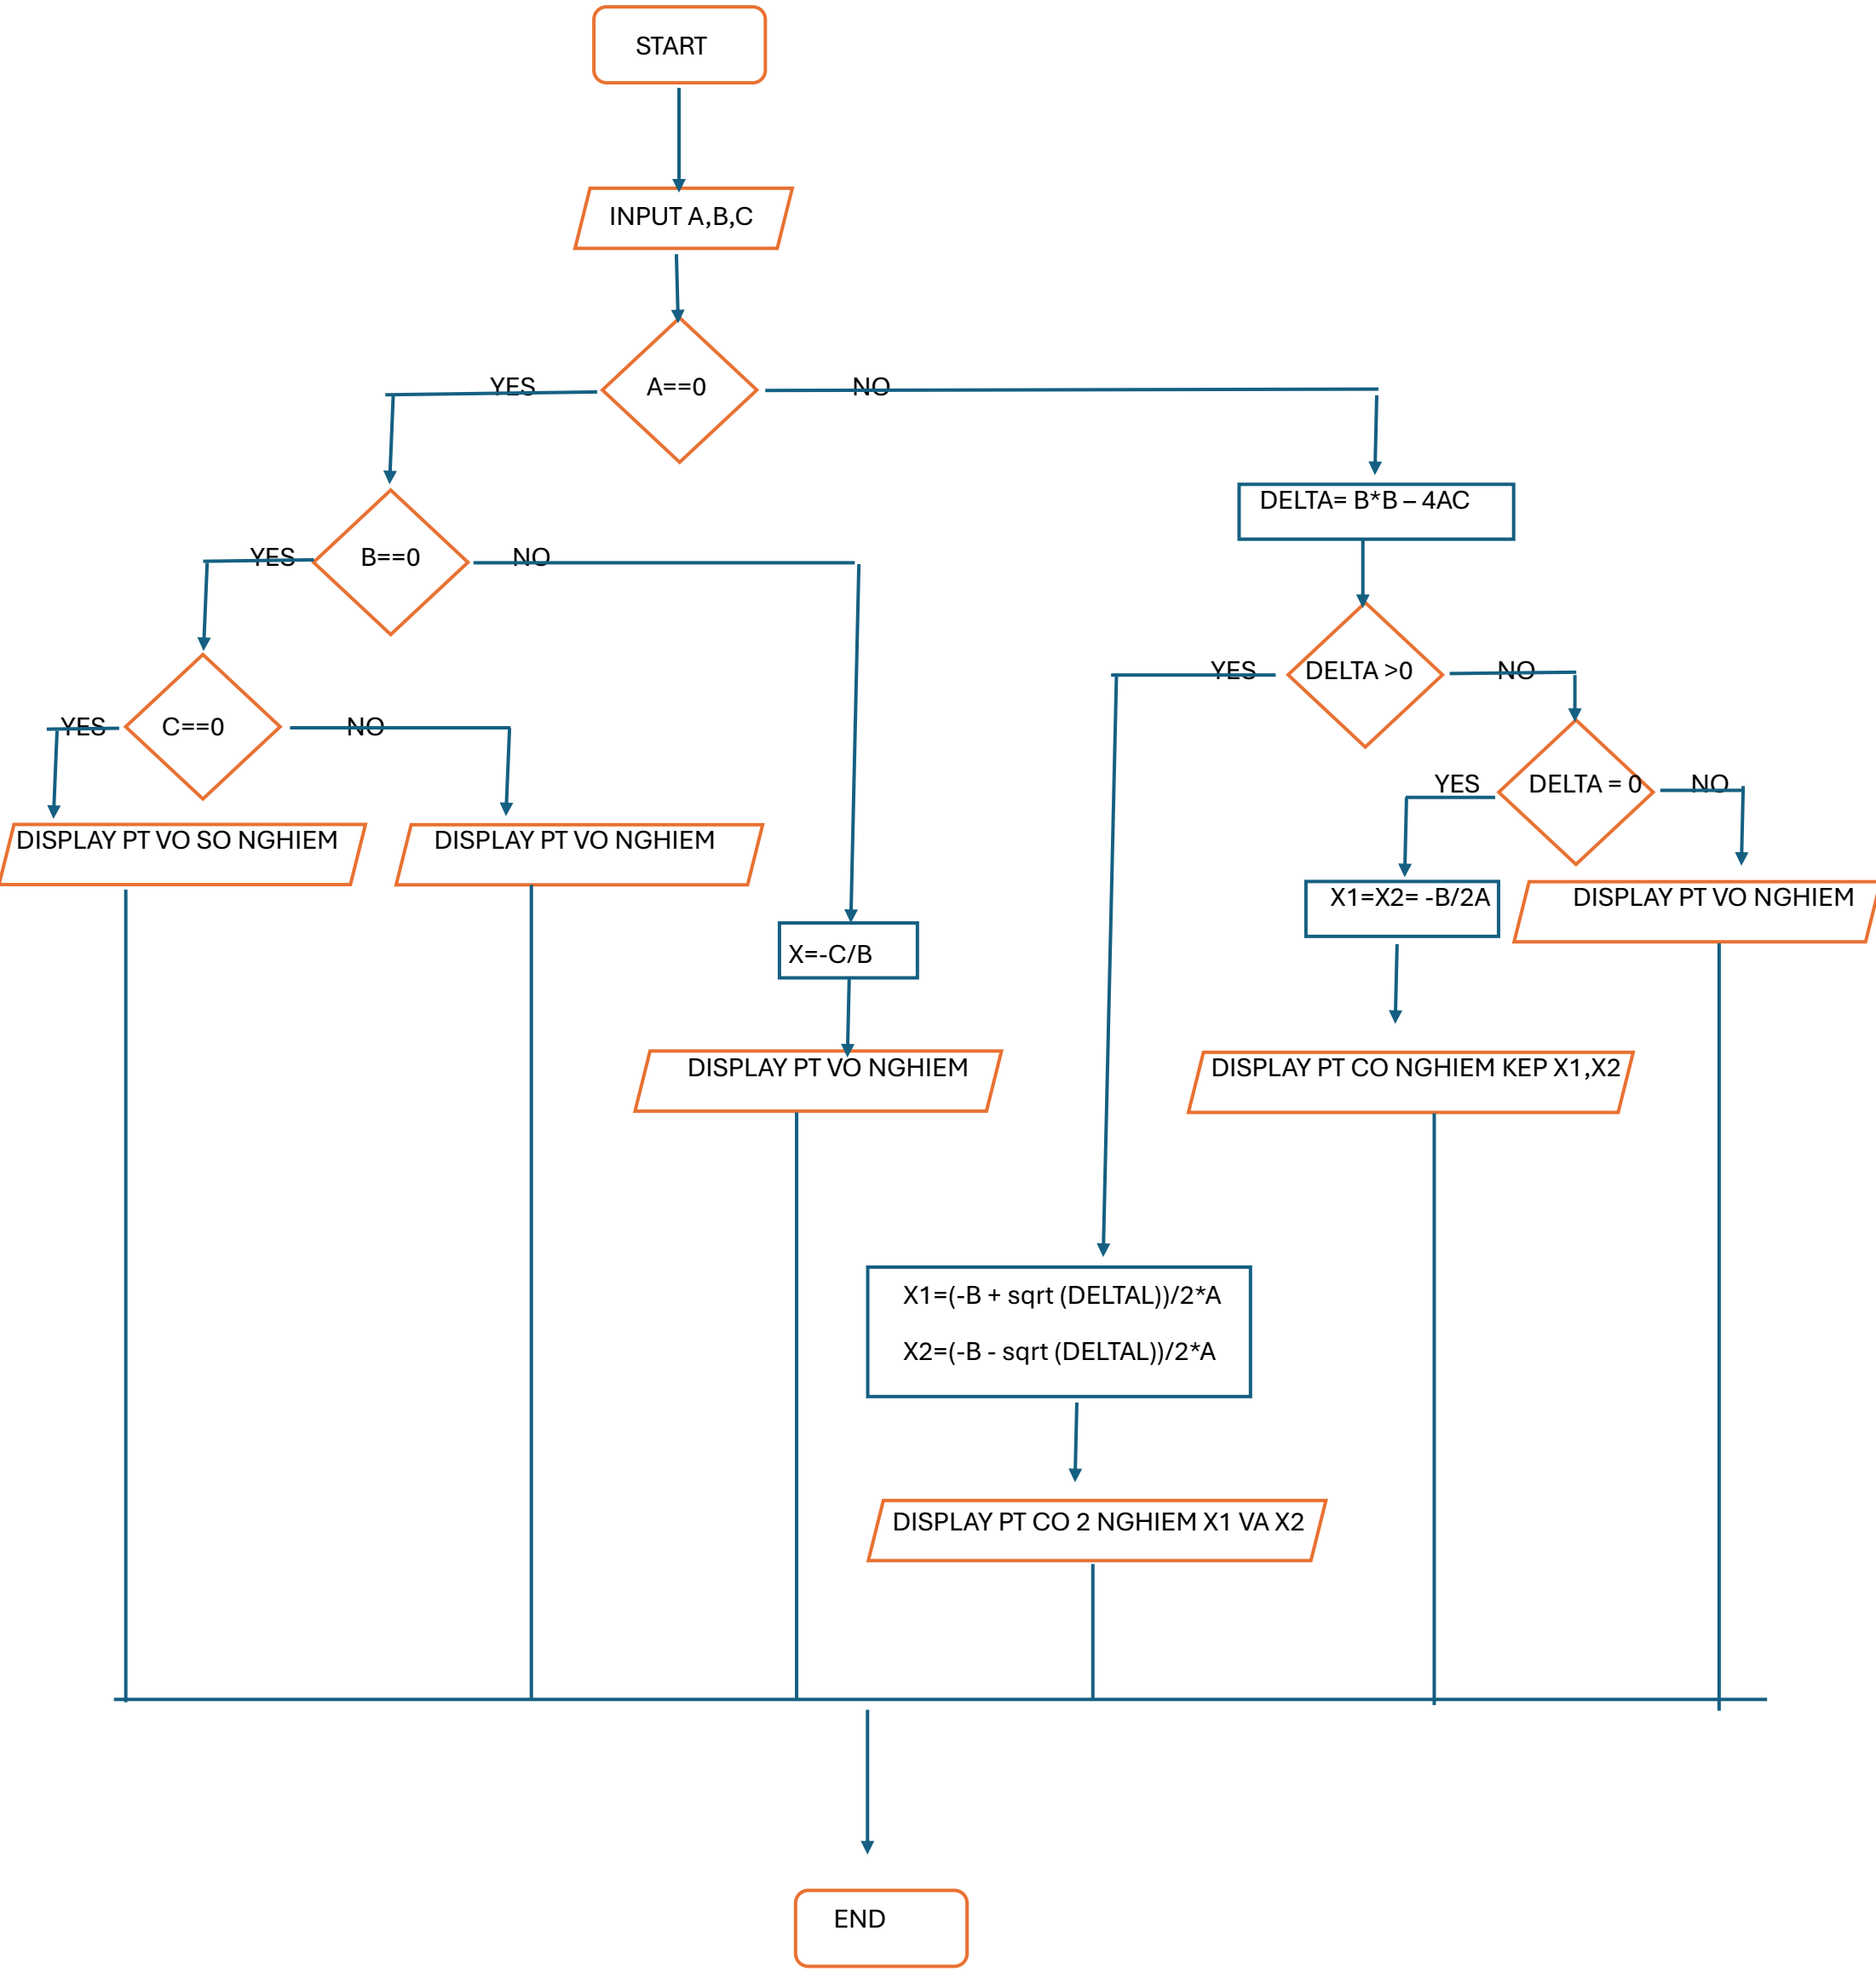 START
INPUT A,B,C
YES
A==0
NO
DELTA= B*B – 4AC
YES
B==0
NO
YES
DELTA >0
NO
YES
C==0
NO
YES
DELTA = 0
NO
DISPLAY PT VO SO NGHIEM
DISPLAY PT VO NGHIEM
X1=X2= -B/2A
DISPLAY PT VO NGHIEM
X=-C/B
DISPLAY PT VO NGHIEM
DISPLAY PT CO NGHIEM KEP X1,X2
X1=(-B + sqrt (DELTAL))/2*A
X2=(-B - sqrt (DELTAL))/2*A
DISPLAY PT CO 2 NGHIEM X1 VA X2
END